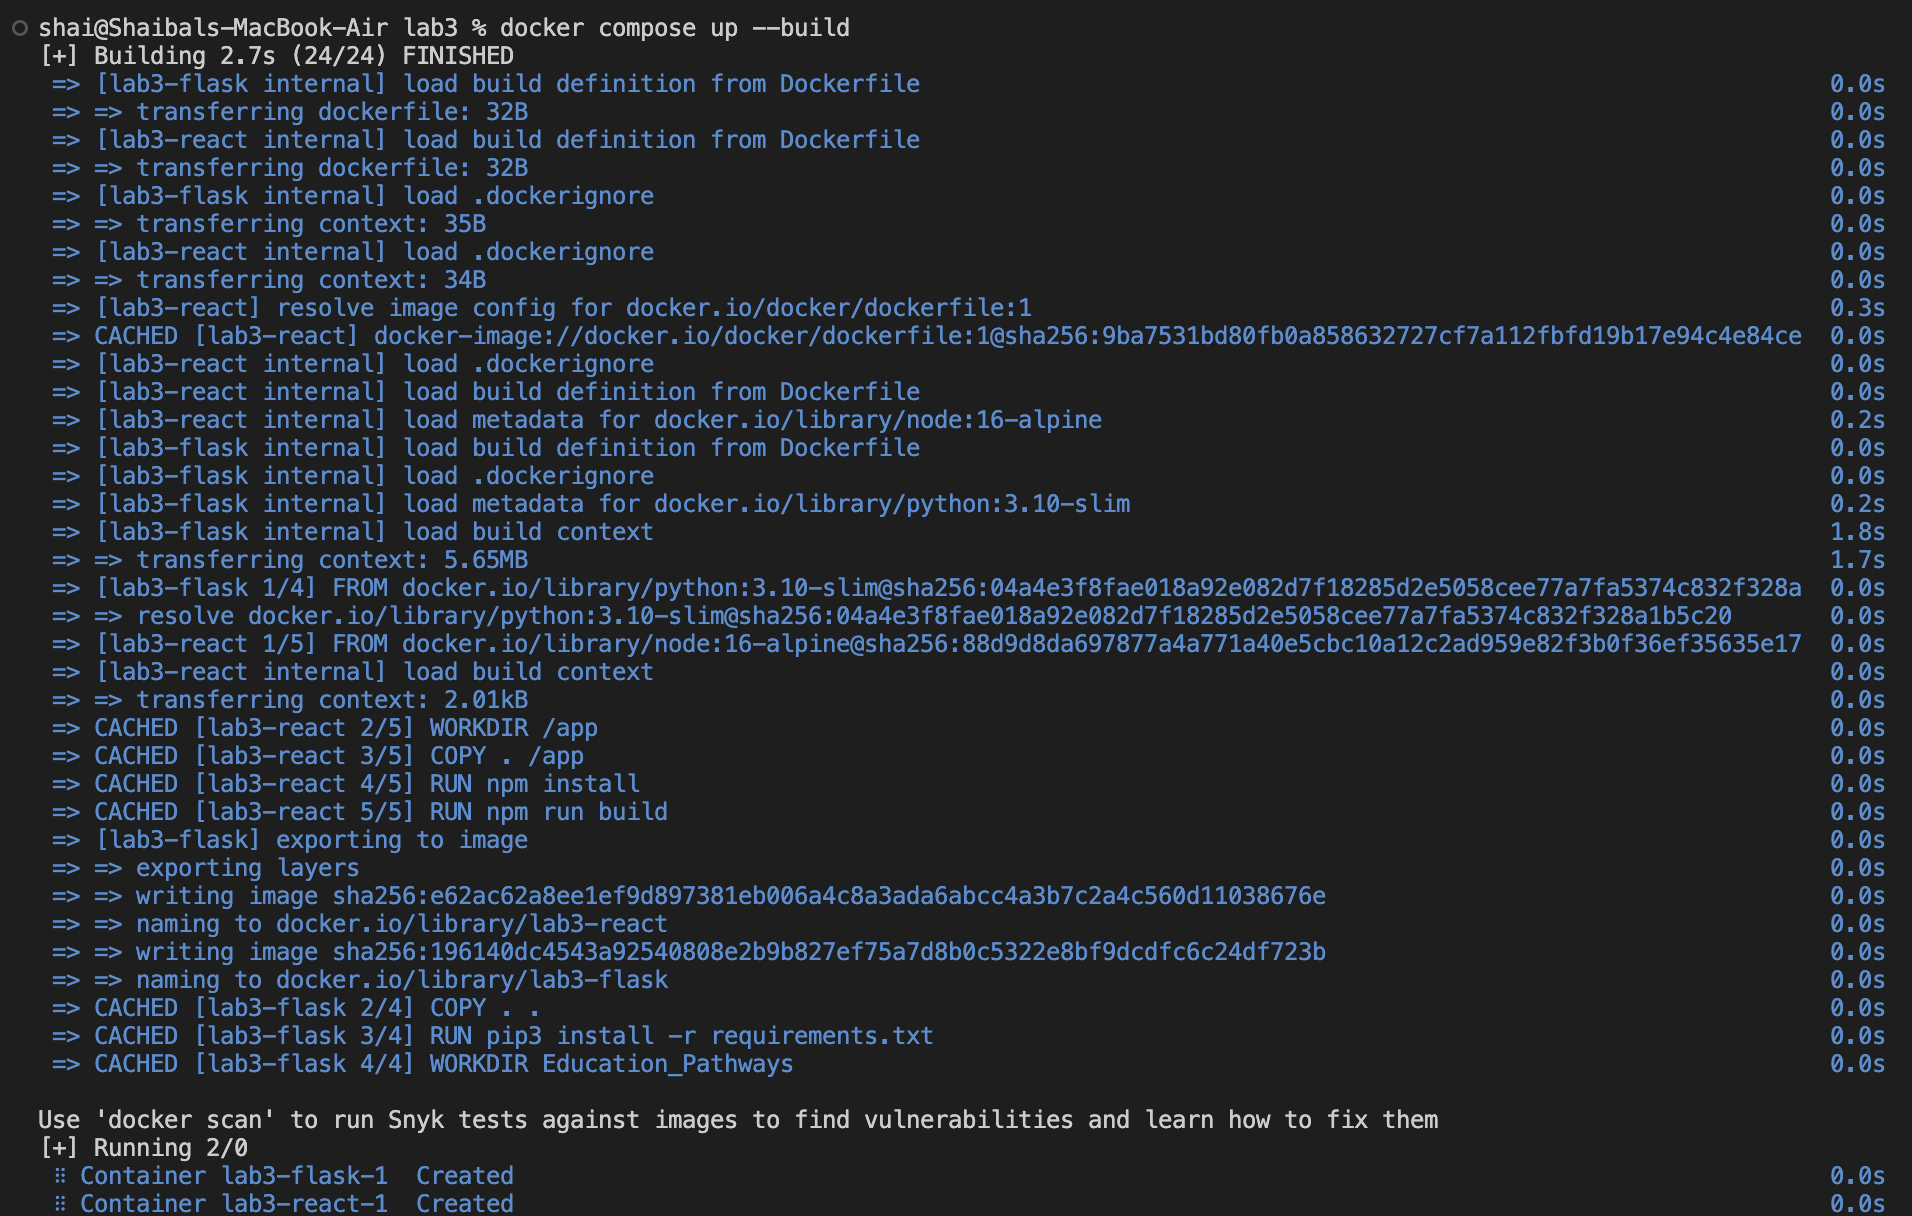 shai@Shaibals-MacBook-Air lab3 % docker compose up --build
[+] Building 2.7s (24/24) FINISHED
=> [lab3-flask internal] load build definition from Dockerfile 0.0s
=> => transferring dockerfile: 32B 0.0s
=> [lab3-react internal] load build definition from Dockerfile 0.0s
=> => transferring dockerfile: 32B 0.0s
=> [lab3-flask internal] load .dockerignore 0.0s
=> => transferring context: 35B 0.0s
=> [lab3-react internal] load .dockerignore 0.0s
=> => transferring context: 34B 0.0s
=> [lab3-react] resolve image config for docker.io/docker/dockerfile:1 0.3s
=> CACHED [lab3-react] docker-image://docker.io/docker/dockerfile:1@sha256:9ba7531bd80fb0a858632727cf7a112fbfd19b17e94c4e84ce 0.0s
=> [lab3-react internal] load .dockerignore 0.0s
=> [lab3-react internal] load build definition from Dockerfile 0.0s
=> [lab3-react internal] load metadata for docker.io/library/node:16-alpine 0.2s
=> [lab3-flask internal] load build definition from Dockerfile 0.0s
=> [lab3-flask internal] load .dockerignore 0.0s
=> [lab3-flask internal] load metadata for docker.io/library/python:3.10-slim 0.2s
=> [lab3-flask internal] load build context 1.8s
=> => transferring context: 5.65MB 1.7s
=> [lab3-flask 1/4] FROM docker.io/library/python:3.10-slim@sha256:04a4e3f8fae018a92e082d7f18285d2e5058cee77a7fa5374c832f328a 0.0s
=> => resolve docker.io/library/python:3.10-slim@sha256:04a4e3f8fae018a92e082d7f18285d2e5058cee77a7fa5374c832f328a1b5c20 0.0s
=> [lab3-react 1/5] FROM docker.io/library/node:16-alpine@sha256:88d9d8da697877a4a771a40e5cbc10a12c2ad959e82f3b0f36ef35635e17 0.0s
=> [lab3-react internal] load build context 0.0s
=> => transferring context: 2.01kB 0.0s
=> CACHED [lab3-react 2/5] WORKDIR /app 0.0s
=> CACHED [lab3-react 3/5] COPY . /app 0.0s
=> CACHED [lab3-react 4/5] RUN npm install 0.0s
=> CACHED [lab3-react 5/5] RUN npm run build 0.0s
=> [lab3-flask] exporting to image 0.0s
=> => exporting layers 0.0s
=> => writing image sha256:e62ac62a8ee1ef9d897381eb006a4c8a3ada6abcc4a3b7c2a4c560d11038676e 0.0s
=> => naming to docker.io/library/lab3-react 0.0s
=> => writing image sha256:196140dc4543a92540808e2b9b827ef75a7d8b0c5322e8bf9dcdfc6c24df723b 0.0s
=> => naming to docker.io/library/lab3-flask 0.0s
=> CACHED [lab3-flask 2/4] COPY . . 0.0s
=> CACHED [lab3-flask 3/4] RUN pip3 install -r requirements.txt 0.0s
=> CACHED [lab3-flask 4/4] WORKDIR Education_Pathways 0.0s
Use 'docker scan' to run Snyk tests against images to find vulnerabilities and learn how to fix them
[+] Running 2/0
⠿ Container lab3-flask-1 Created 0.0s
⠿ Container lab3-react-1 Created 0.0s